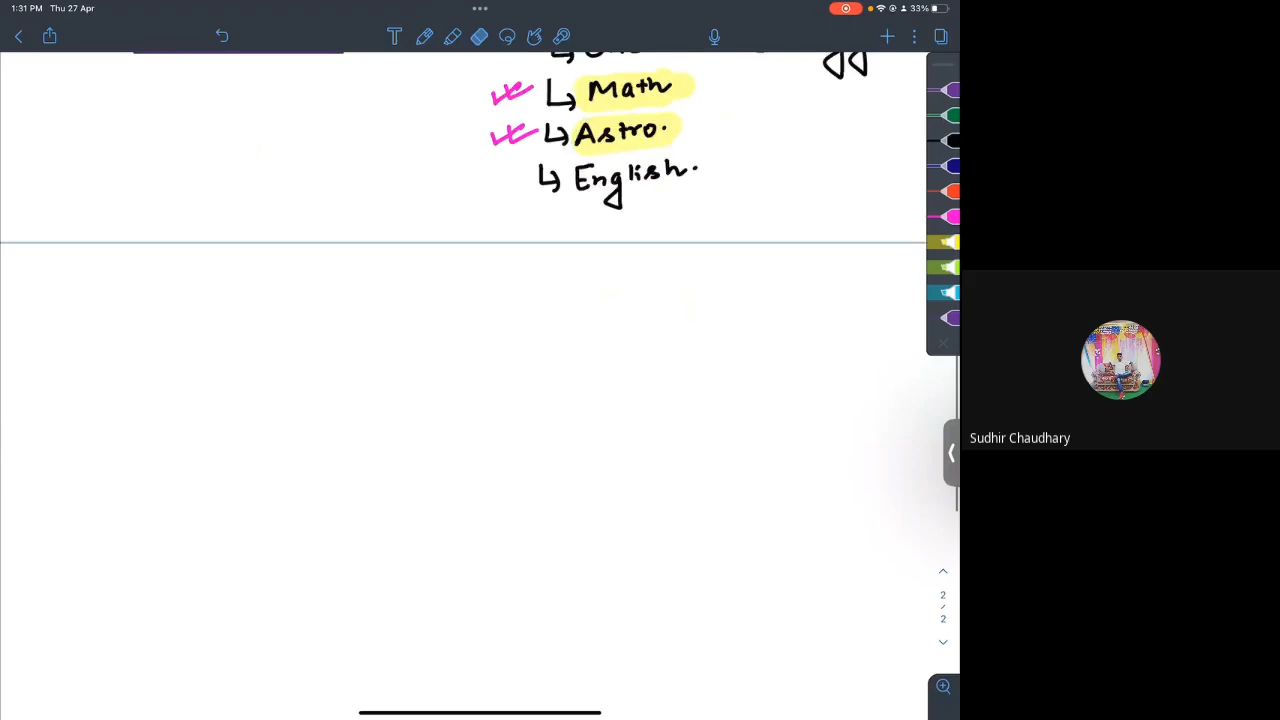 1:31 PM Thu 27 Apr
33%
Math
Astro.
English.
2
/
2
Sudhir Chaudhary